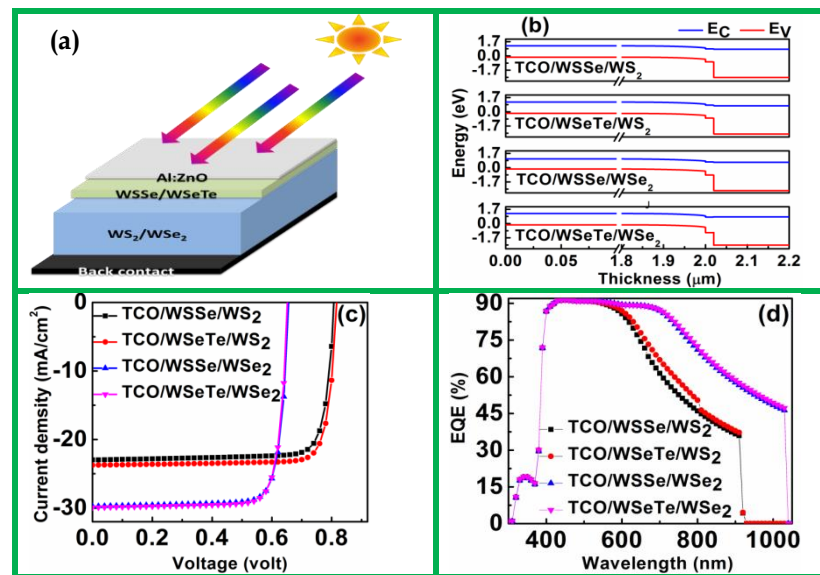 (a)
Al:ZnO
WSSe/WSeTe
WS₂/WSe₂
Back contact
(b)
E_C
E_V
Energy (eV)
1.7
0.0
-1.7
TCO/WSSe/WS₂
1.7
0.0
-1.7
TCO/WSeTe/WS₂
1.7
0.0
-1.7
TCO/WSSe/WSe₂
1.7
0.0
-1.7
TCO/WSeTe/WSe₂
0.00 0.05 1.8 1.9 2.0 2.1 2.2
Thickness (μm)
(c)
TCO/WSSe/WS₂
TCO/WSeTe/WS₂
TCO/WSSe/WSe₂
TCO/WSeTe/WSe₂
Current density (mA/cm²)
0
-10
-20
-30
0.0 0.2 0.4 0.6 0.8
Voltage (volt)
(d)
EQE (%)
90
75
60
45
30
15
0
TCO/WSSe/WS₂
TCO/WSeTe/WS₂
TCO/WSSe/WSe₂
TCO/WSeTe/WSe₂
400 600 800 1000
Wavelength (nm)